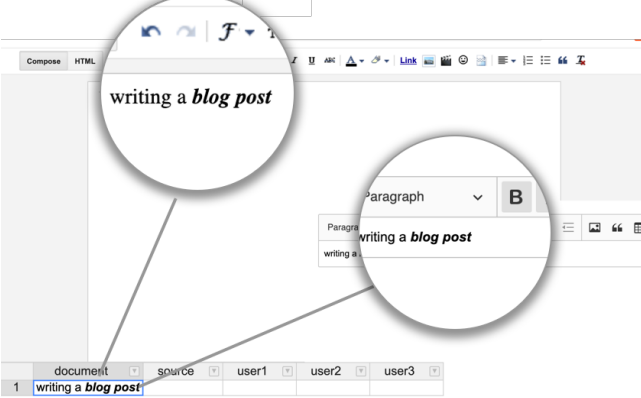 Compose HTML I U ABC A Link
writing a blog post
Paragraph B
writing a blog post
Paragra
writing a
document source user1 user2 user3
1 writing a blog post